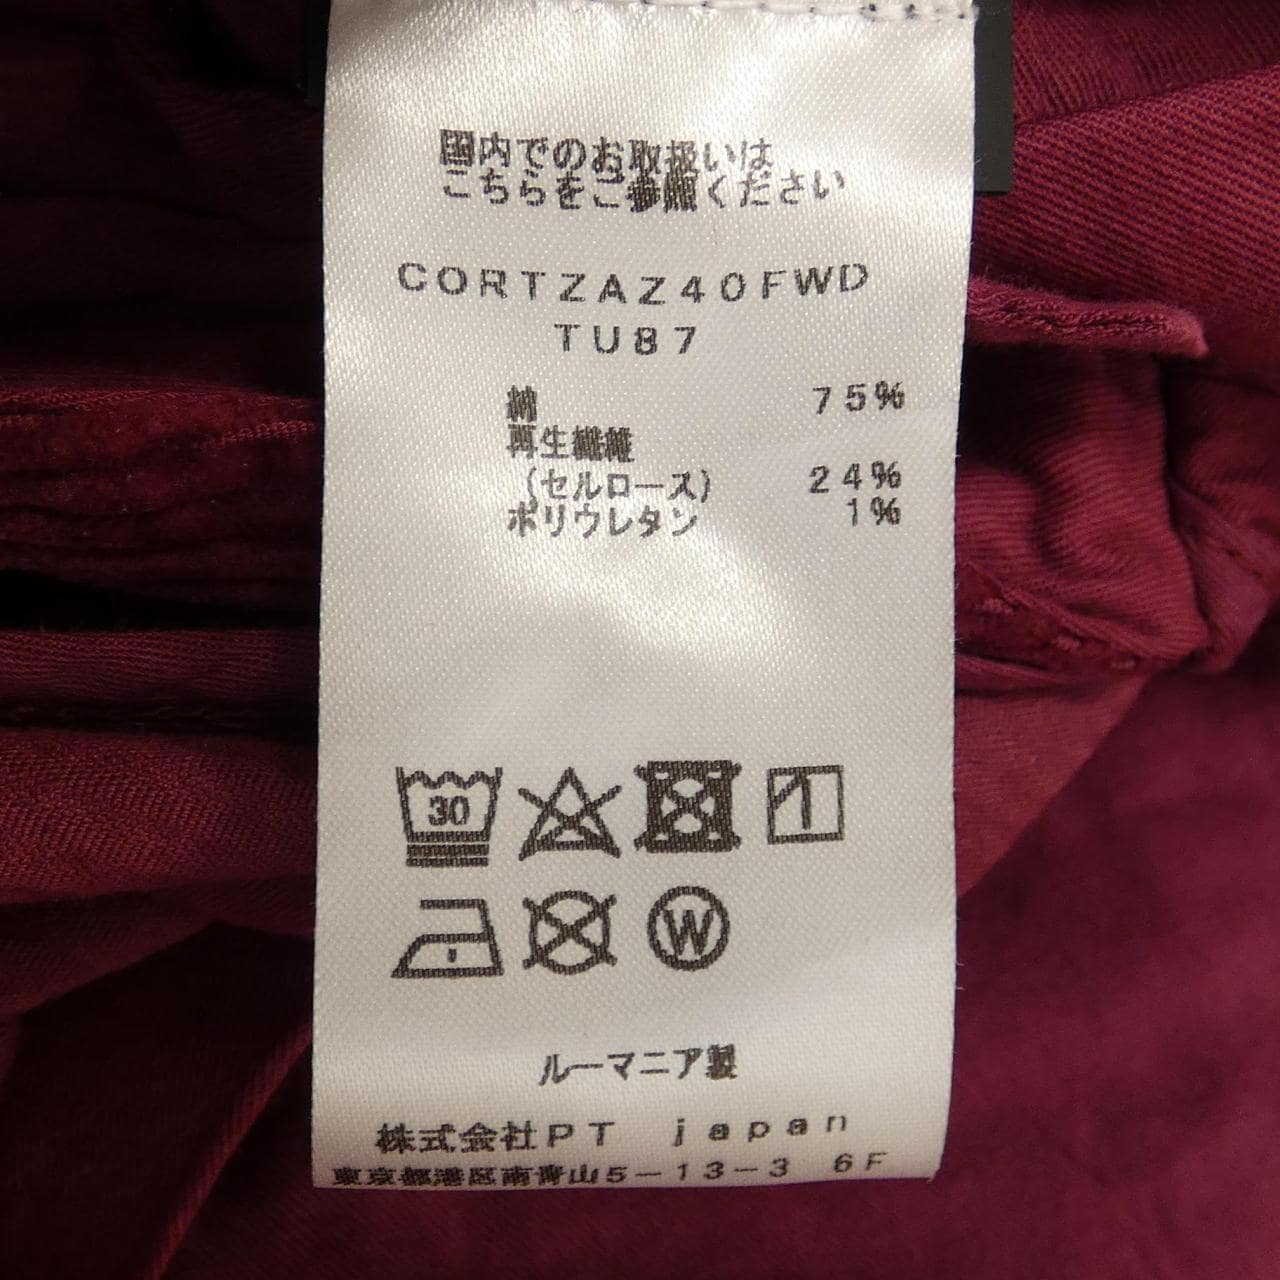 国内でのお取扱いは
こちらをご参照ください
CORTZAZ40FWD
TU87
綿 75%
再生繊維
(セルロース) 24%
ポリウレタン 1%
30
W
ルーマニア製
株式会社PT japan
東京都港区南青山5-13-3 6F